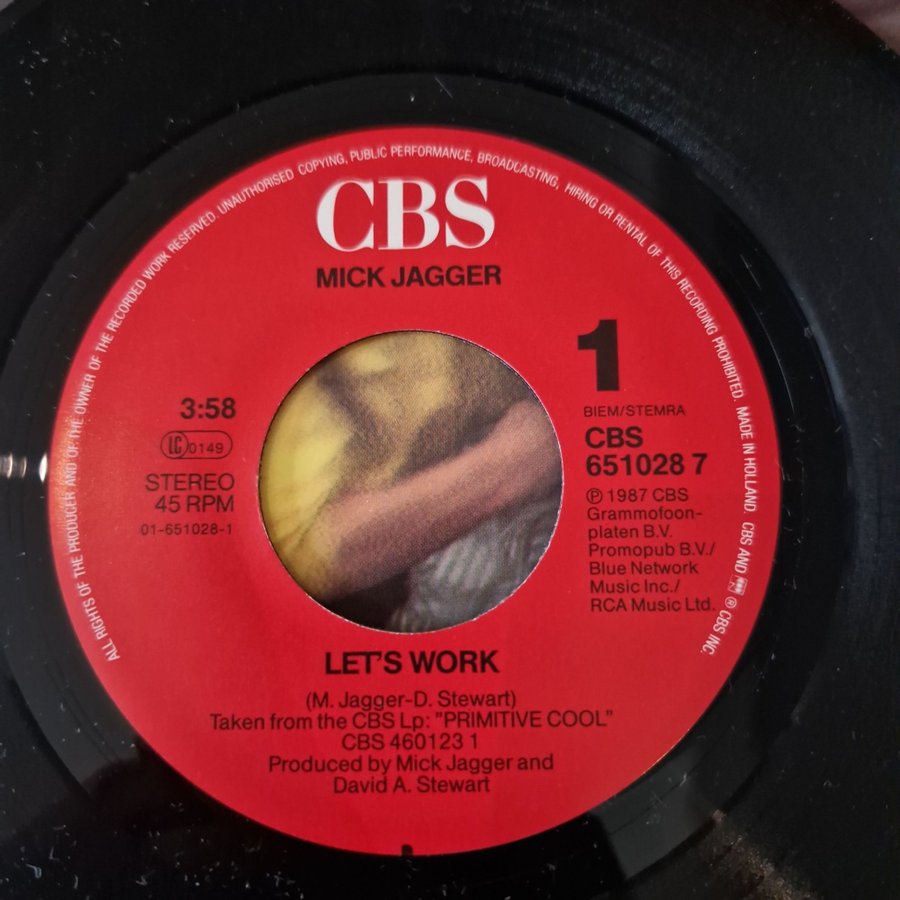 ALL RIGHTS OF THE PRODUCER AND OF THE OWNER OF THE RECORDED WORK RESERVED. UNAUTHORISED COPYING, PUBLIC PERFORMANCE, BROADCASTING, HIRING OR RENTAL OF THIS RECORDING PROHIBITED. MADE IN HOLLAND. CBS AND ® CBS INC.
CBS
MICK JAGGER
1
3:58
LC 0149
STEREO
45 RPM
01-651028-1
BIEM/STEMRA
CBS
651028 7
℗ 1987 CBS
Grammofoon-
platen B.V.
Promopub B.V./
Blue Network
Music Inc./
RCA Music Ltd.
LET'S WORK
(M. Jagger-D. Stewart)
Taken from the CBS Lp: "PRIMITIVE COOL"
CBS 460123 1
Produced by Mick Jagger and
David A. Stewart